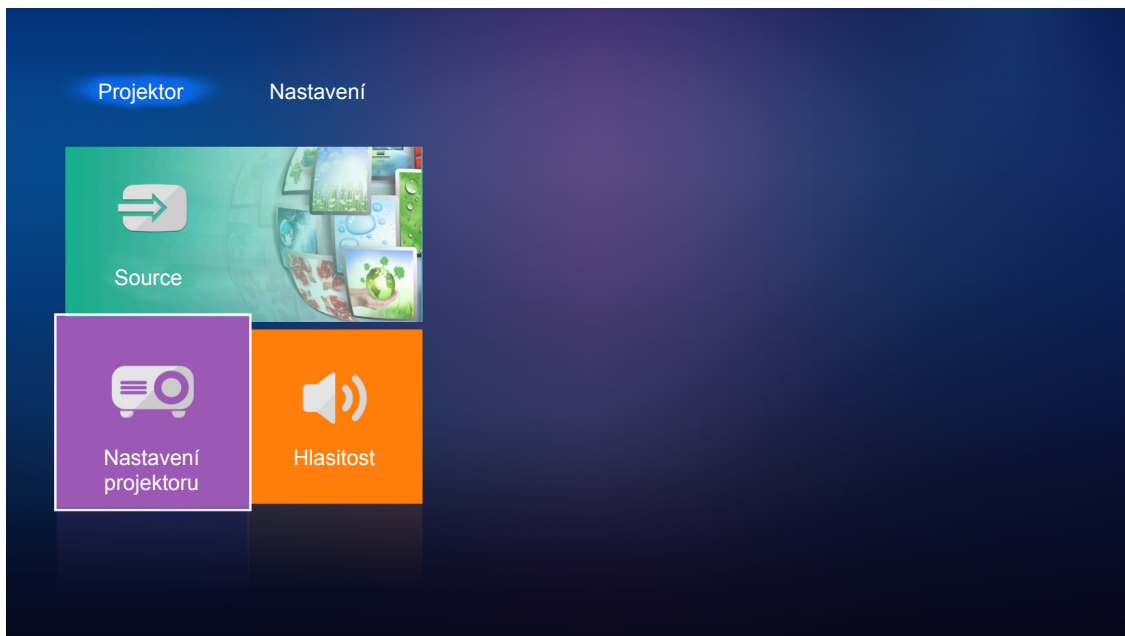 Projektor
Nastavení
Source
Nastavení
projektoru
Hlasitost